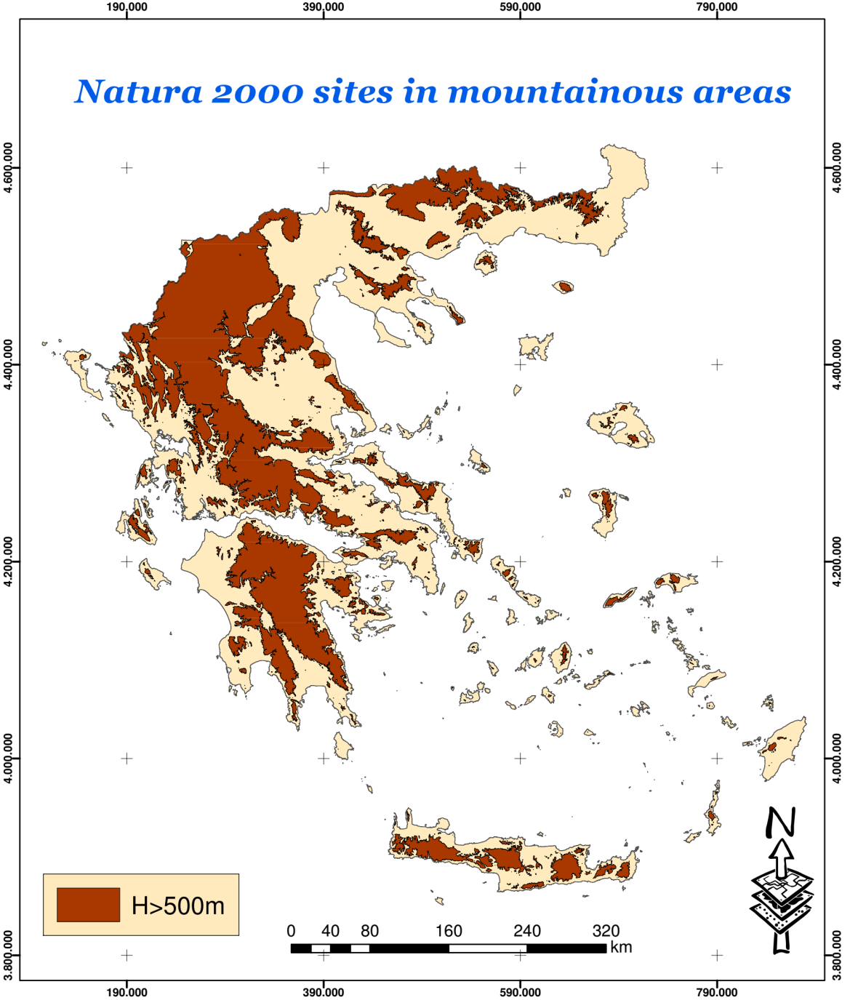 190.000 390.000 590.000 790.000
Natura 2000 sites in mountainous areas
4.600.000 4.600.000
4.400.000 4.400.000
4.200.000 4.200.000
4.000.000 4.000.000
N
H>500m
0 40 80 160 240 320
km
3.800.000 3.800.000
190.000 390.000 590.000 790.000